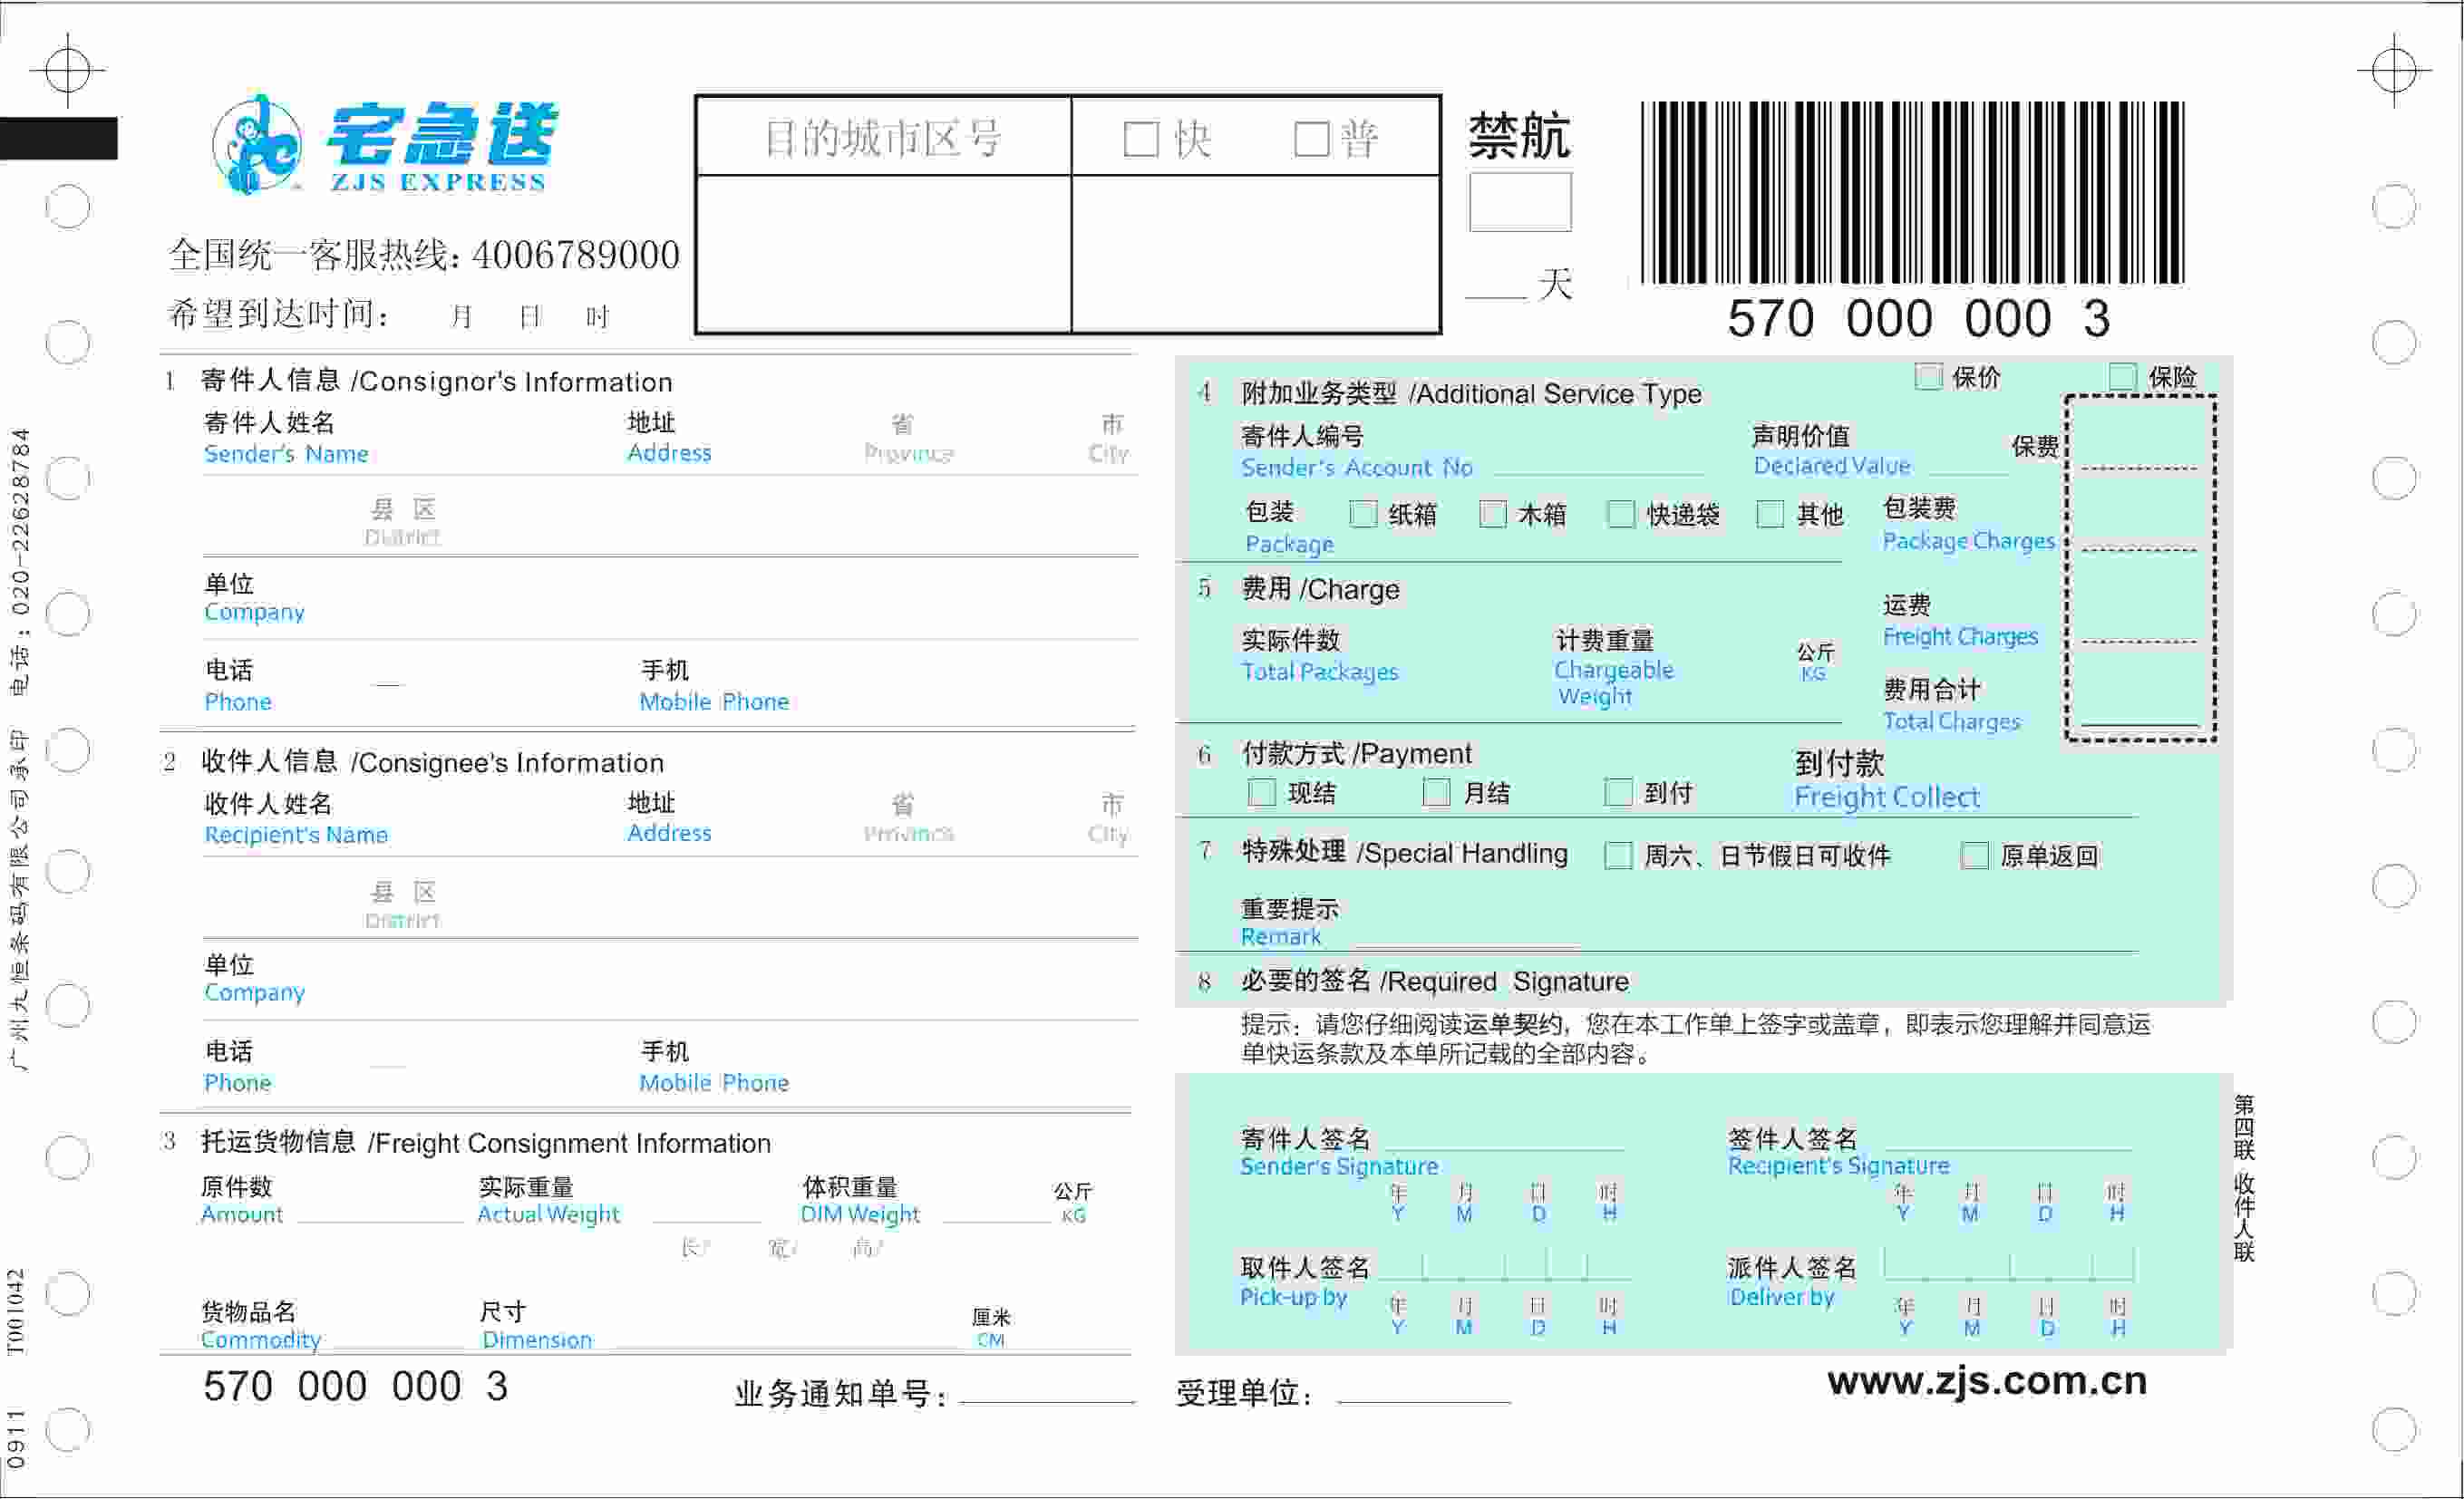 宅急送
ZJS EXPRESS
全国统一客服热线：4006789000
希望到达时间： 月 日 时
目的城市区号 □快 □普
禁航
天
570 000 000 3
1 寄件人信息 /Consignor's Information
寄件人姓名 地址 省 市
Sender's Name Address Province City
县 区
District
单位
Company
电话 — 手机
Phone Mobile Phone
2 收件人信息 /Consignee's Information
收件人姓名 地址 省 市
Recipient's Name Address Province City
县 区
District
单位
Company
电话 — 手机
Phone Mobile Phone
3 托运货物信息 /Freight Consignment Information
原件数 实际重量 体积重量 公斤
Amount Actual Weight DIM Weight KG
长/ 宽/ 高/
货物品名 尺寸 厘米
Commodity Dimension CM
570 000 000 3
业务通知单号：
□ 保价 □ 保险
4 附加业务类型 /Additional Service Type
寄件人编号 声明价值 保费
Sender's Account No Declared Value
包装 □ 纸箱 □ 木箱 □ 快递袋 □ 其他 包装费
Package Package Charges
5 费用 /Charge
运费
Freight Charges
实际件数 计费重量 公斤
Total Packages Chargeable Weight KG
费用合计
Total Charges
6 付款方式 /Payment 到付款
□ 现结 □ 月结 □ 到付 Freight Collect
7 特殊处理 /Special Handling □ 周六、日节假日可收件 □ 原单返回
重要提示
Remark
8 必要的签名 /Required Signature
提示：请您仔细阅读运单契约，您在本工作单上签字或盖章，即表示您理解并同意运
单快运条款及本单所记载的全部内容。
寄件人签名 签件人签名
Sender's Signature Recipient's Signature
年 月 日 时 年 月 日 时
Y M D H Y M D H
取件人签名 派件人签名
Pick-up by Deliver by
年 月 日 时 年 月 日 时
Y M D H Y M D H
受理单位：
www.zjs.com.cn
第四联 收件人联
广州九恒条码有限公司承印 电话：020-22628784
0911 T001042